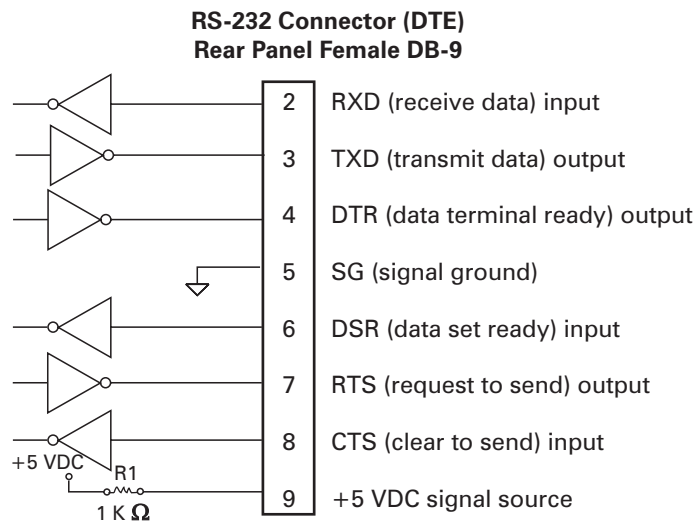 RS-232 Connector (DTE)
Rear Panel Female DB-9
2 RXD (receive data) input
3 TXD (transmit data) output
4 DTR (data terminal ready) output
5 SG (signal ground)
6 DSR (data set ready) input
7 RTS (request to send) output
8 CTS (clear to send) input
+5 VDC
R1
1 K Ω
9 +5 VDC signal source